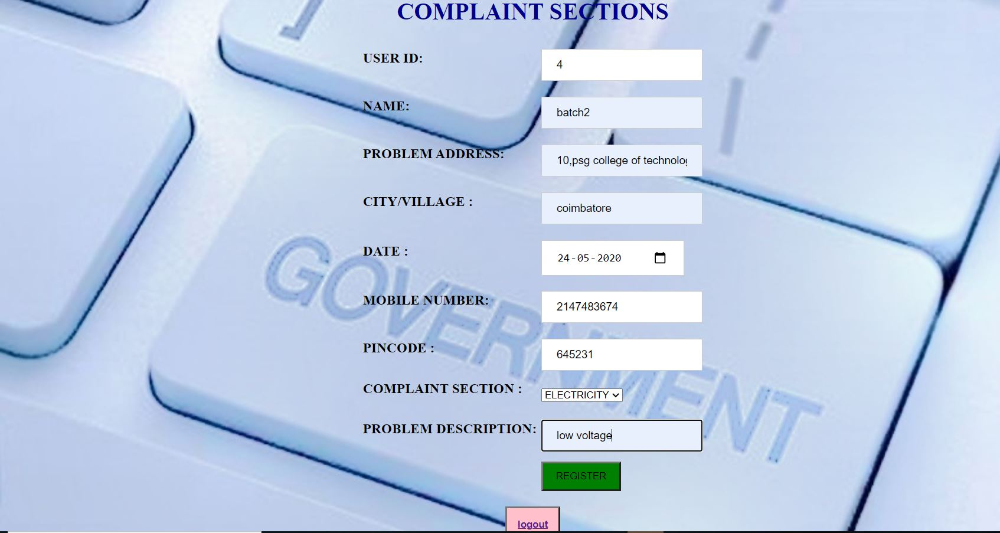 COMPLAINT SECTIONS
USER ID: 4
NAME: batch2
PROBLEM ADDRESS: 10,psg college of technolog
CITY/VILLAGE : coimbatore
DATE : 24-05-2020
MOBILE NUMBER: 2147483674
PINCODE : 645231
COMPLAINT SECTION : ELECTRICITY
PROBLEM DESCRIPTION: low voltage
REGISTER
logout
GOVERNMENT